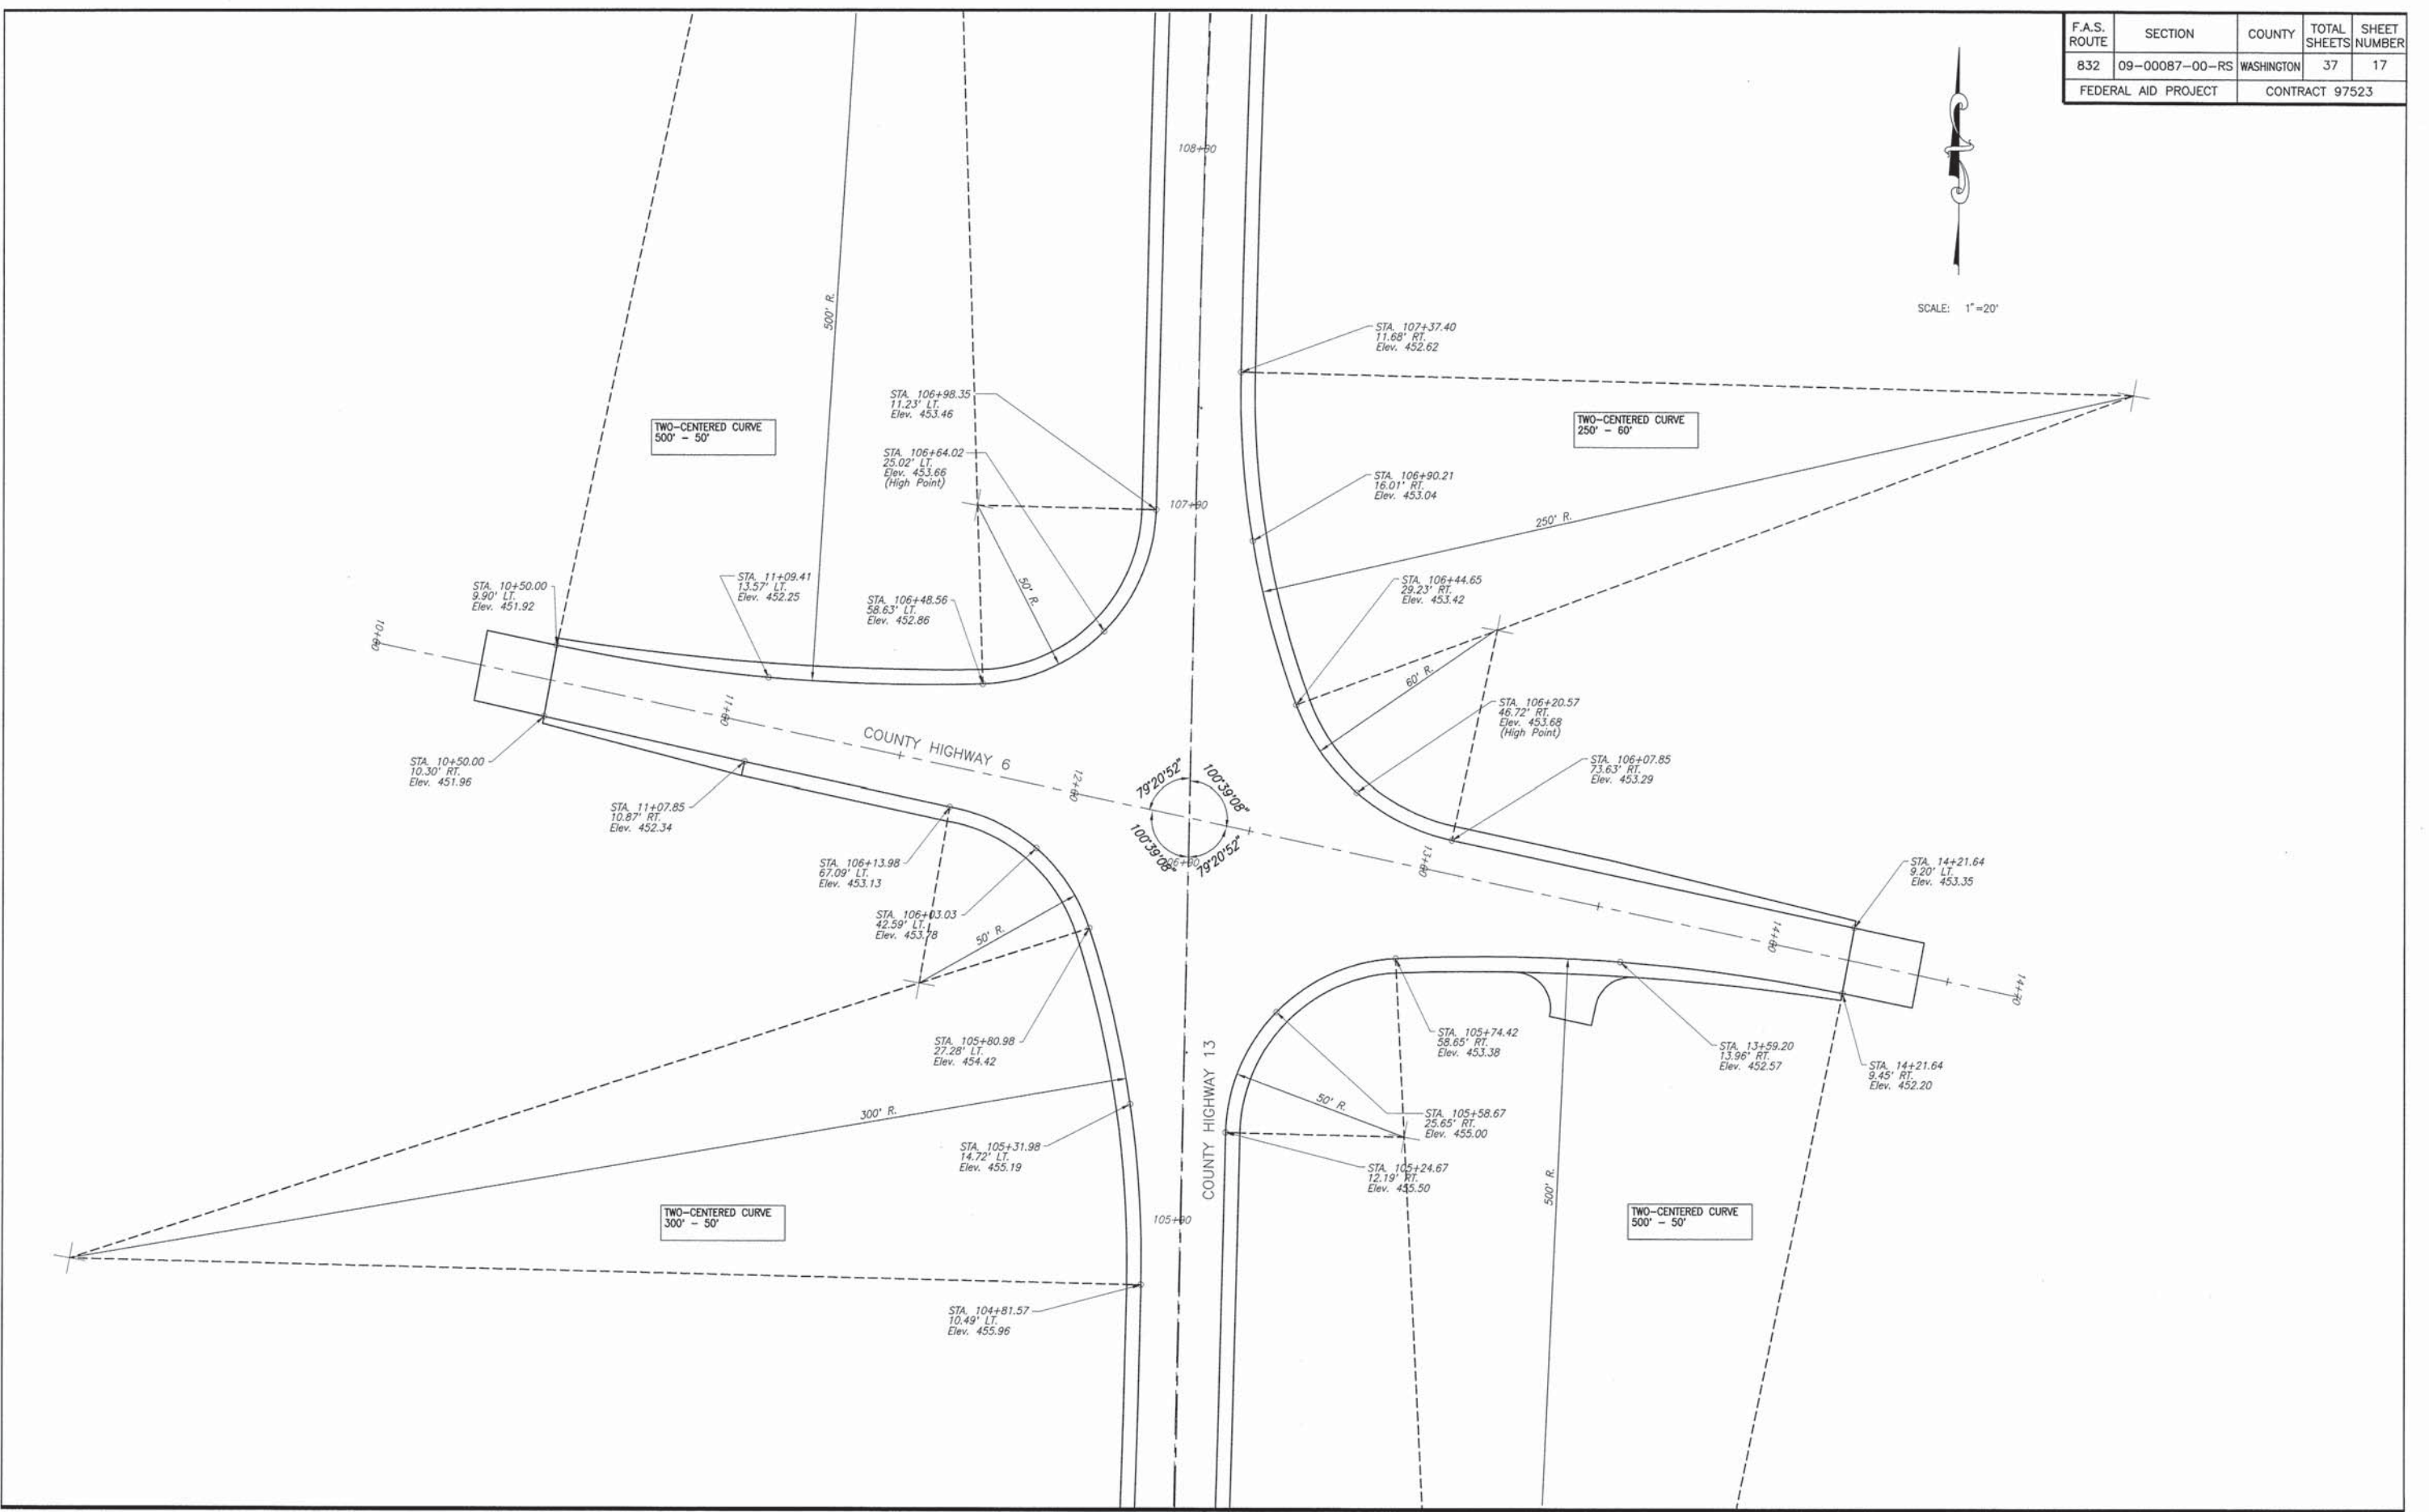 F.A.S. ROUTE SECTION COUNTY TOTAL SHEETS SHEET NUMBER
832 09-00087-00-RS WASHINGTON 37 17
FEDERAL AID PROJECT CONTRACT 97523
SCALE: 1"=20'
108+00
500' R.
STA. 107+37.40
11.68' RT.
Elev. 452.62
STA. 106+98.35
11.23' LT.
Elev. 453.46
TWO-CENTERED CURVE
500' - 50'
TWO-CENTERED CURVE
250' - 60'
STA. 106+64.02
25.02' LT.
Elev. 453.66
(High Point)
STA. 106+90.21
16.01' RT.
Elev. 453.04
107+00
250' R.
STA. 10+50.00
9.90' LT.
Elev. 451.92
STA. 11+09.41
13.57' LT.
Elev. 452.25
STA. 106+48.56
58.63' LT.
Elev. 452.86
50' R.
STA. 106+44.65
29.23' RT.
Elev. 453.42
10+00
60' R.
11+00
STA. 106+20.57
46.72' RT.
Elev. 453.68
(High Point)
COUNTY HIGHWAY 6
STA. 10+50.00
10.30' RT.
Elev. 451.96
STA. 106+07.85
73.63' RT.
Elev. 453.29
12+00
79°20'52"
100°39'08"
100°39'08"
79°20'52"
106+00
13+00
STA. 11+07.85
10.87' RT.
Elev. 452.34
STA. 106+13.98
67.09' LT.
Elev. 453.13
STA. 14+21.64
9.20' LT.
Elev. 453.35
STA. 106+03.03
42.59' LT.
Elev. 453.78
50' R.
14+00
14+70
STA. 105+80.98
27.28' LT.
Elev. 454.42
STA. 105+74.42
58.65' RT.
Elev. 453.38
STA. 13+59.20
13.96' RT.
Elev. 452.57
STA. 14+21.64
9.45' RT.
Elev. 452.20
300' R.
50' R.
STA. 105+58.67
25.65' RT.
Elev. 455.00
COUNTY HIGHWAY 13
STA. 105+31.98
14.72' LT.
Elev. 455.19
STA. 105+24.67
12.19' RT.
Elev. 455.50
500' R.
TWO-CENTERED CURVE
300' - 50'
105+00
TWO-CENTERED CURVE
500' - 50'
STA. 104+81.57
10.49' LT.
Elev. 455.96